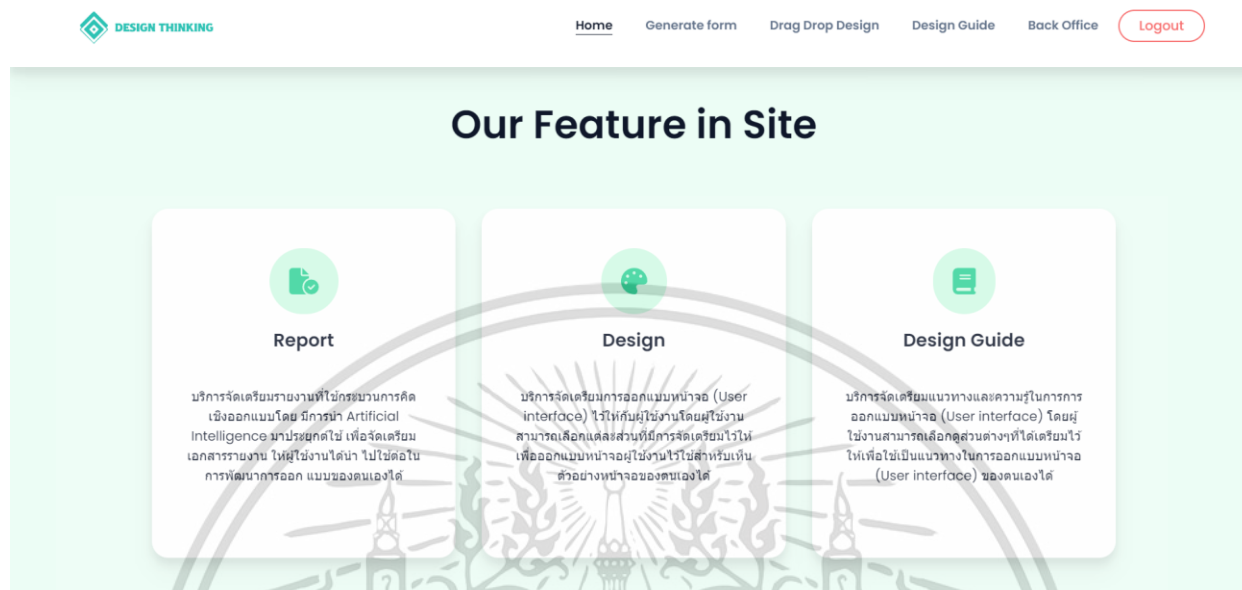 DESIGN THINKING
Home Generate form Drag Drop Design Design Guide Back Office Logout
Our Feature in Site
Report
บริการจัดเตรียมรายงานที่ใช้กระบวนการคิด
เชิงออกแบบโดย มีการนำ Artificial
Intelligence มาประยุกต์ใช้ เพื่อจัดเตรียม
เอกสารรายงาน ให้ผู้ใช้งานได้นำ ไปใช้ต่อใน
การพัฒนาการออก แบบของตนเองได้
Design
บริการจัดเตรียมการออกแบบหน้าจอ (User
interface) ไว้ให้กับผู้ใช้งานโดยผู้ใช้งาน
สามารถเลือกแต่ละส่วนที่มีการจัดเตรียมไว้ให้
เพื่อออกแบบหน้าจอผู้ใช้งานไว้ใช้สำหรับเห็น
ตัวอย่างหน้าจอของตนเองได้
Design Guide
บริการจัดเตรียมแนวทางและความรู้ในการการ
ออกแบบหน้าจอ (User interface) โดยผู้
ใช้งานสามารถเลือกดูส่วนต่างๆที่ได้เตรียมไว้
ให้เพื่อใช้เป็นแนวทางในการออกแบบหน้าจอ
(User interface) ของตนเองได้